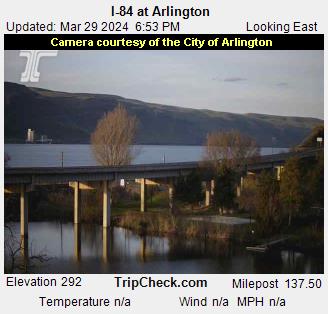 I-84 at Arlington
Updated: Mar 29 2024 6:53 PM Looking East
Camera courtesy of the City of Arlington
Elevation 292 TripCheck.com Milepost 137.50
Temperature n/a Wind n/a MPH n/a